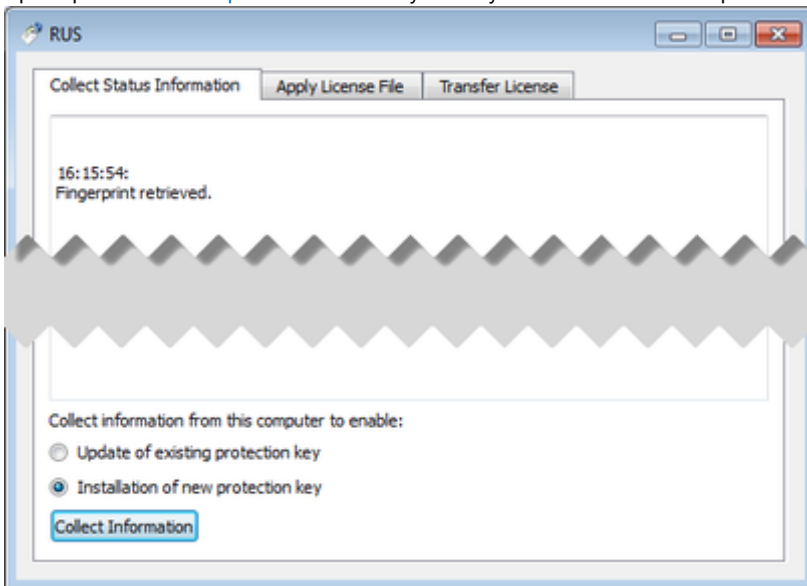 RUS
Collect Status Information
Apply License File
Transfer License
16:15:54:
Fingerprint retrieved.
Collect information from this computer to enable:
Update of existing protection key
Installation of new protection key
Collect Information